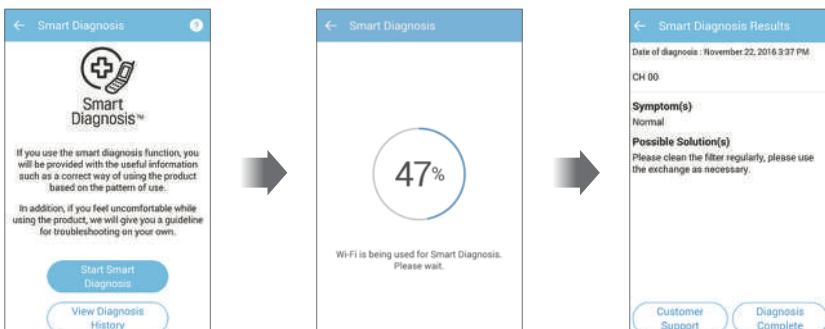 Smart Diagnosis ?
Smart
Diagnosis™
If you use the smart diagnosis function, you
will be provided with the useful information
such as a correct way of using the product
based on the pattern of use.
In addition, if you feel uncomfortable while
using the product, we will give you a guideline
for troubleshooting on your own.
Start Smart
Diagnosis
View Diagnosis
History
Smart Diagnosis
47%
Wi-Fi is being used for Smart Diagnosis.
Please wait.
Smart Diagnosis Results
Date of diagnosis : November 22, 2016 3:37 PM
CH 00
Symptom(s)
Normal
Possible Solution(s)
Please clean the filter regularly, please use
the exchange as necessary.
Customer
Support
Diagnosis
Complete